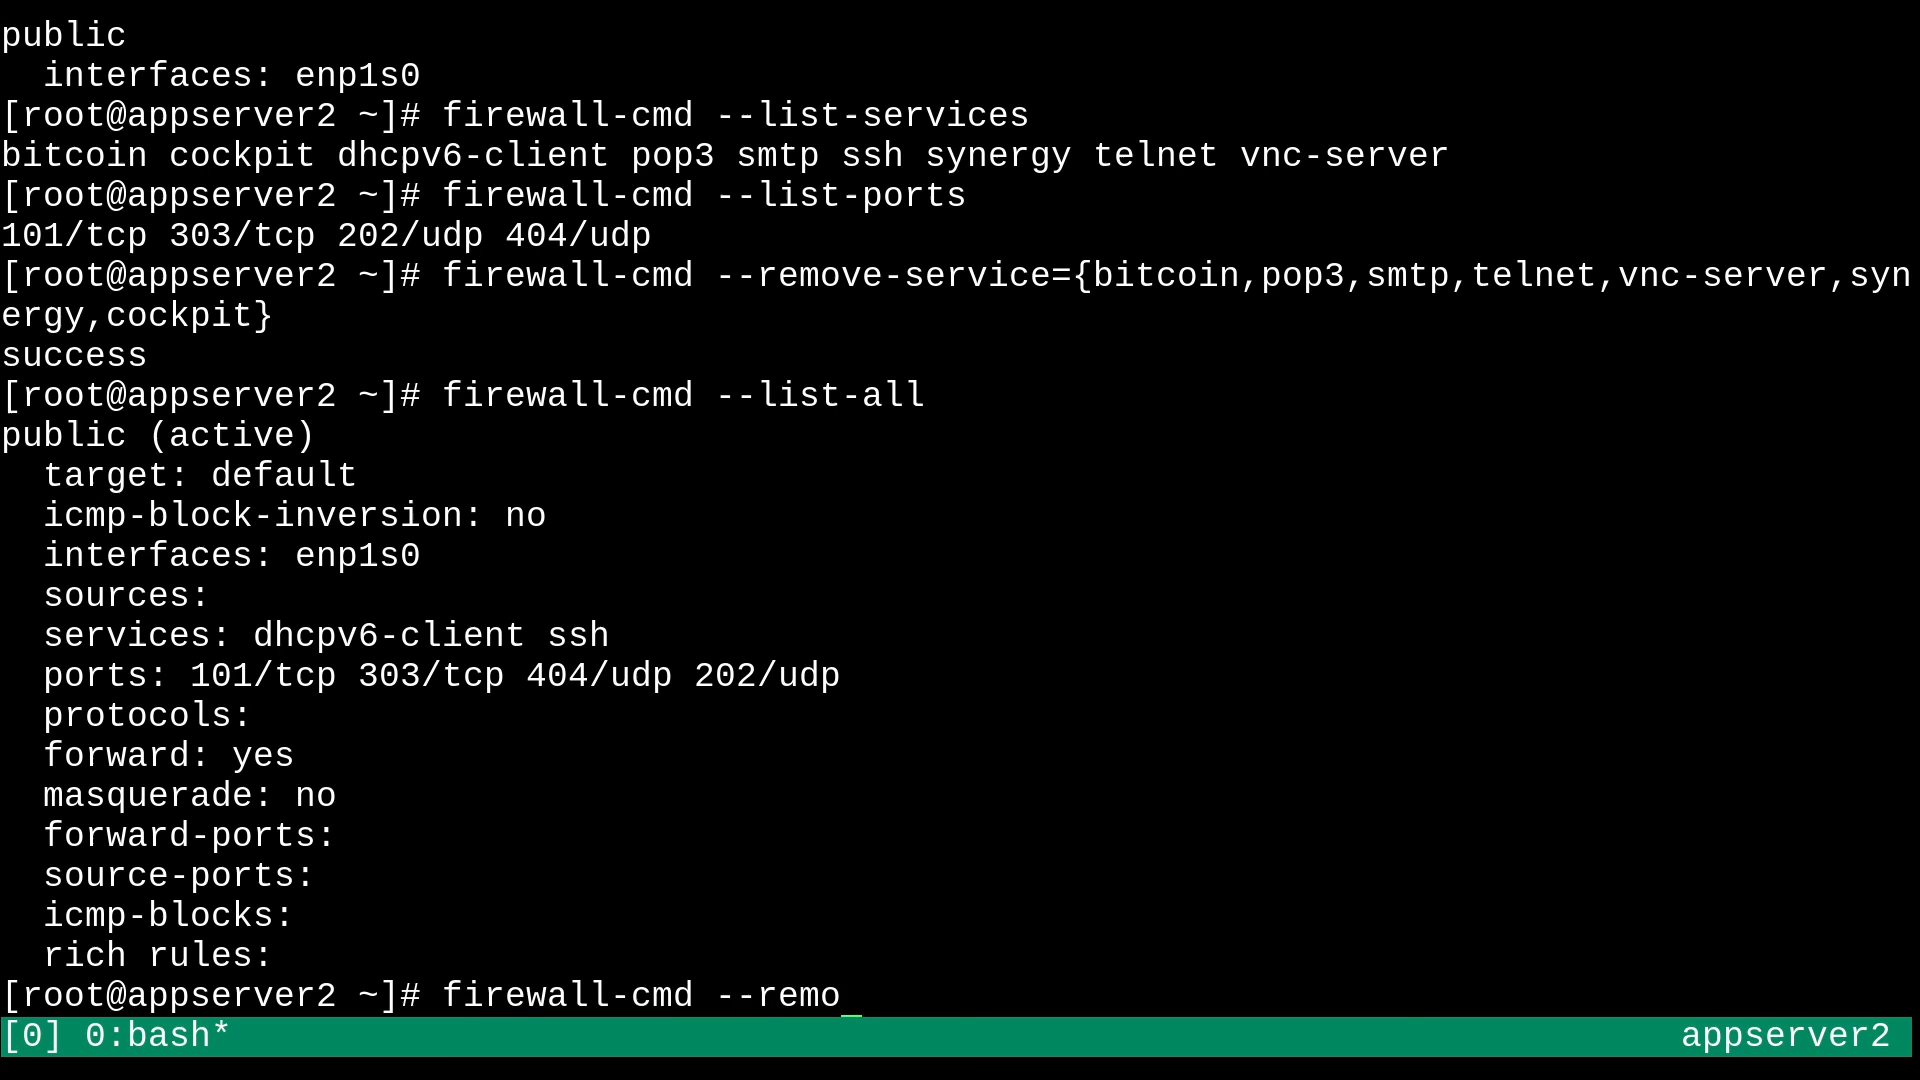 public
  interfaces: enp1s0
[root@appserver2 ~]# firewall-cmd --list-services
bitcoin cockpit dhcpv6-client pop3 smtp ssh synergy telnet vnc-server
[root@appserver2 ~]# firewall-cmd --list-ports
101/tcp 303/tcp 202/udp 404/udp
[root@appserver2 ~]# firewall-cmd --remove-service={bitcoin,pop3,smtp,telnet,vnc-server,syn
ergy,cockpit}
success
[root@appserver2 ~]# firewall-cmd --list-all
public (active)
  target: default
  icmp-block-inversion: no
  interfaces: enp1s0
  sources:
  services: dhcpv6-client ssh
  ports: 101/tcp 303/tcp 404/udp 202/udp
  protocols:
  forward: yes
  masquerade: no
  forward-ports:
  source-ports:
  icmp-blocks:
  rich rules:
[root@appserver2 ~]# firewall-cmd --remo
[0] 0:bash* appserver2